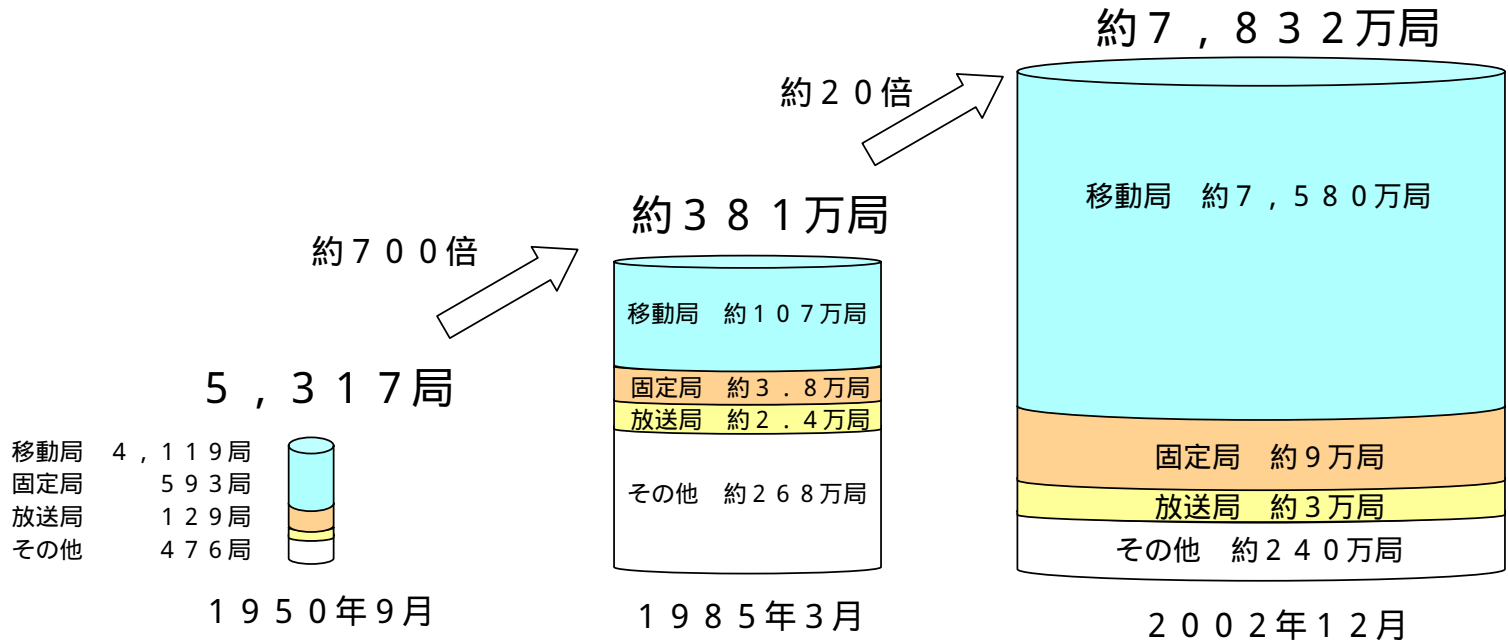 約７，８３２万局
約２０倍
移動局　約７，５８０万局
約３８１万局
約７００倍
移動局　約１０７万局
５，３１７局
固定局　約３．８万局
放送局　約２．４万局
移動局　４，１１９局
固定局　５９３局
放送局　１２９局
その他　４７６局
その他　約２６８万局
固定局　約９万局
放送局　約３万局
その他　約２４０万局
１９５０年９月
１９８５年３月
２００２年１２月